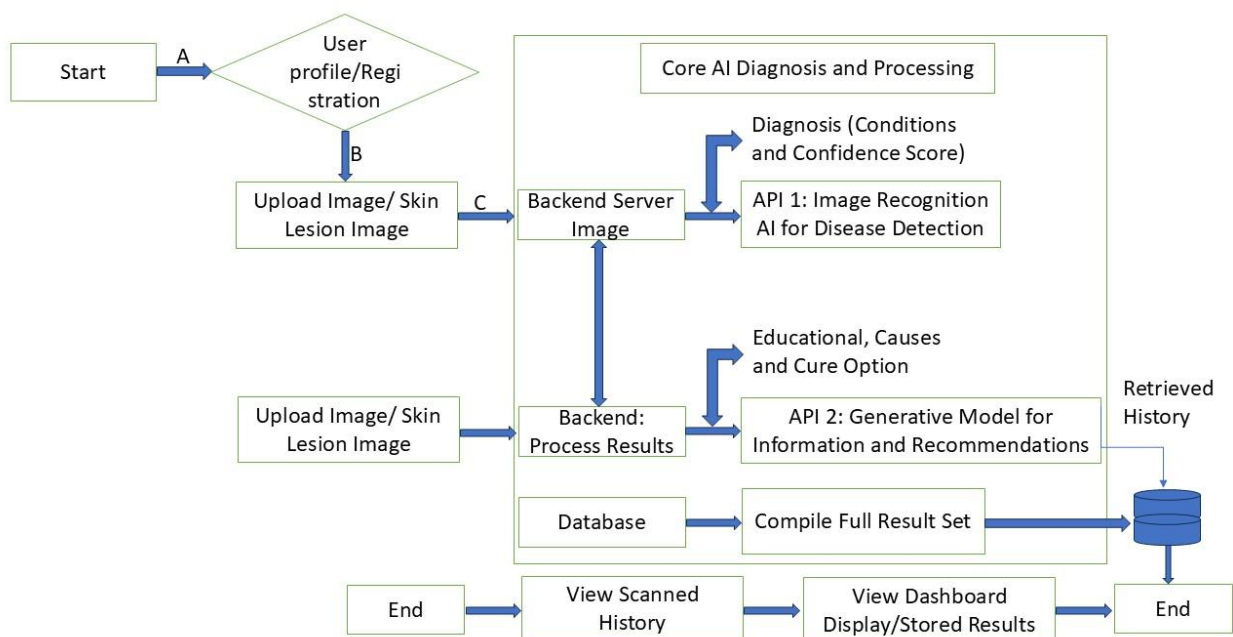 Start
A
User
profile/Regi
stration
B
Core AI Diagnosis and Processing
Diagnosis (Conditions
and Confidence Score)
Upload Image/ Skin
Lesion Image
C
Backend Server
Image
API 1: Image Recognition
AI for Disease Detection
Educational, Causes
and Cure Option
Upload Image/ Skin
Lesion Image
Backend:
Process Results
API 2: Generative Model for
Information and Recommendations
Retrieved
History
Database
Compile Full Result Set
End
View Scanned
History
View Dashboard
Display/Stored Results
End